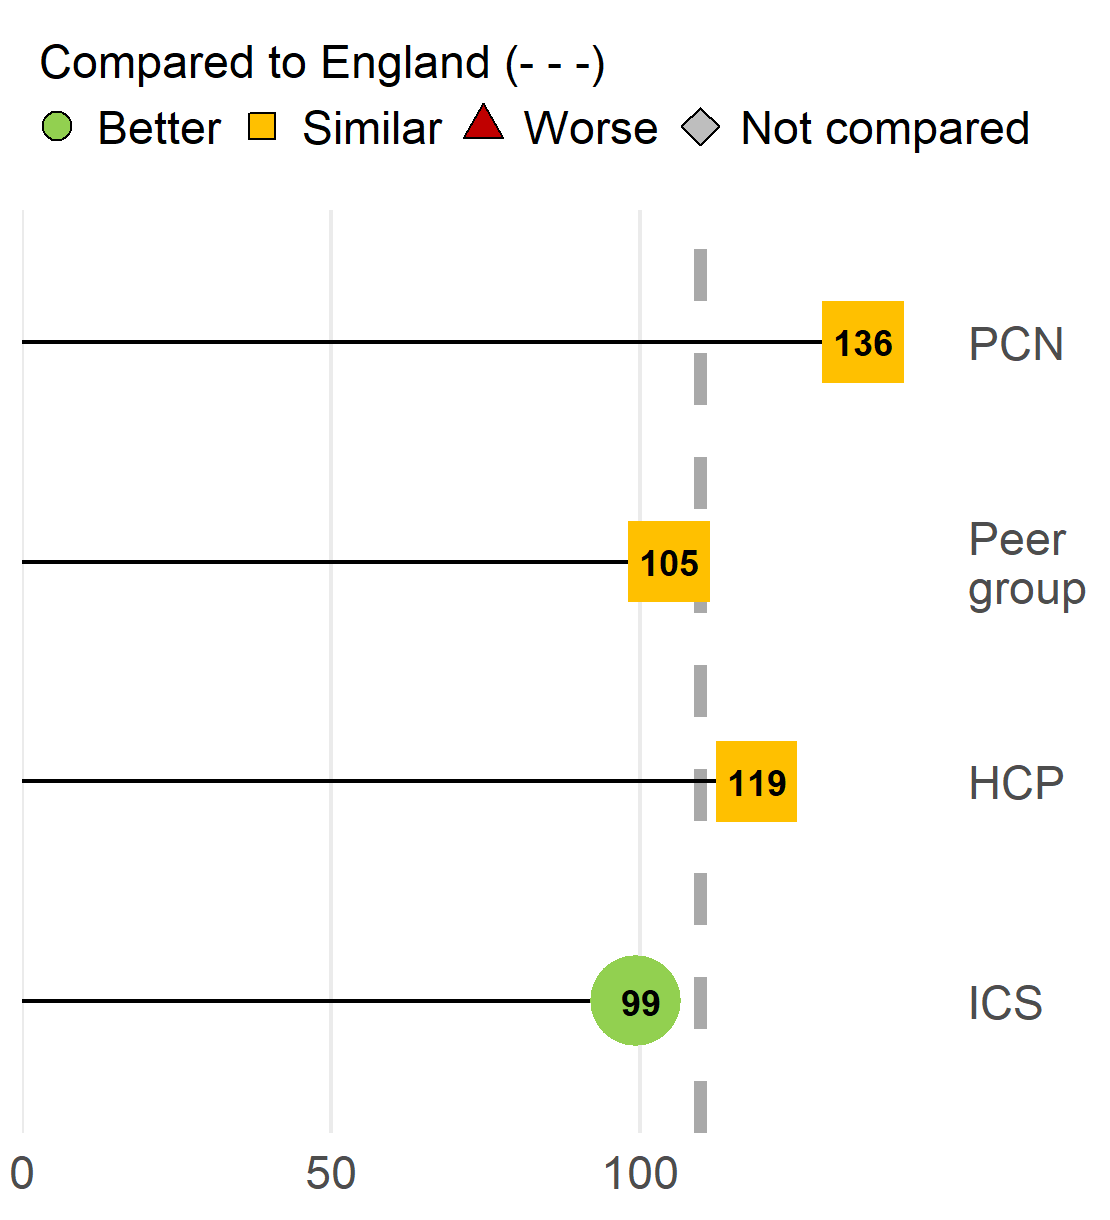 Compared to England (- - -)
Better Similar Worse Not compared
136 PCN
105 Peer
group
119 HCP
99 ICS
0 50 100